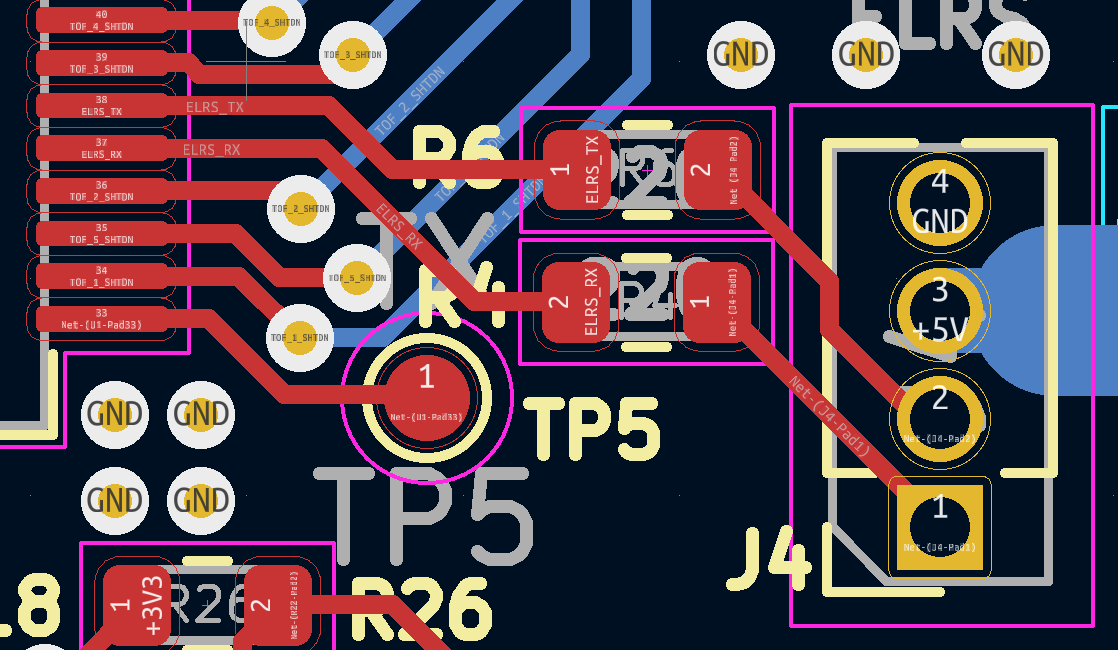 40
TOF_4_SHTDN
39
TOF_3_SHTDN
38
ELRS_TX
37
ELRS_RX
36
TOF_2_SHTDN
35
TOF_5_SHTDN
34
TOF_1_SHTDN
33
Net-(U1-Pad33)
TOF_4_SHTDN
TOF_3_SHTDN
ELRS_TX
ELRS_RX
ELRS_RX
TOF_2_SHTDN
TOF_2_SHTDN
TOF_5_SHTDN
TOF_1_SHTDN
TX
ELRS
GND
GND
GND
R6
1
ELRS_TX
2
Net-(J4-Pad2)
R4
2
ELRS_RX
1
Net-(J4-Pad1)
Net-(J4-Pad1)
4
GND
3
+5V
2
Net-(J4-Pad2)
1
Net-(J4-Pad1)
J4
1
Net-(U1-Pad33)
TP5
TP5
GND
GND
GND
GND
1
+3V3
R26
2
Net-(R22-Pad2)
R26